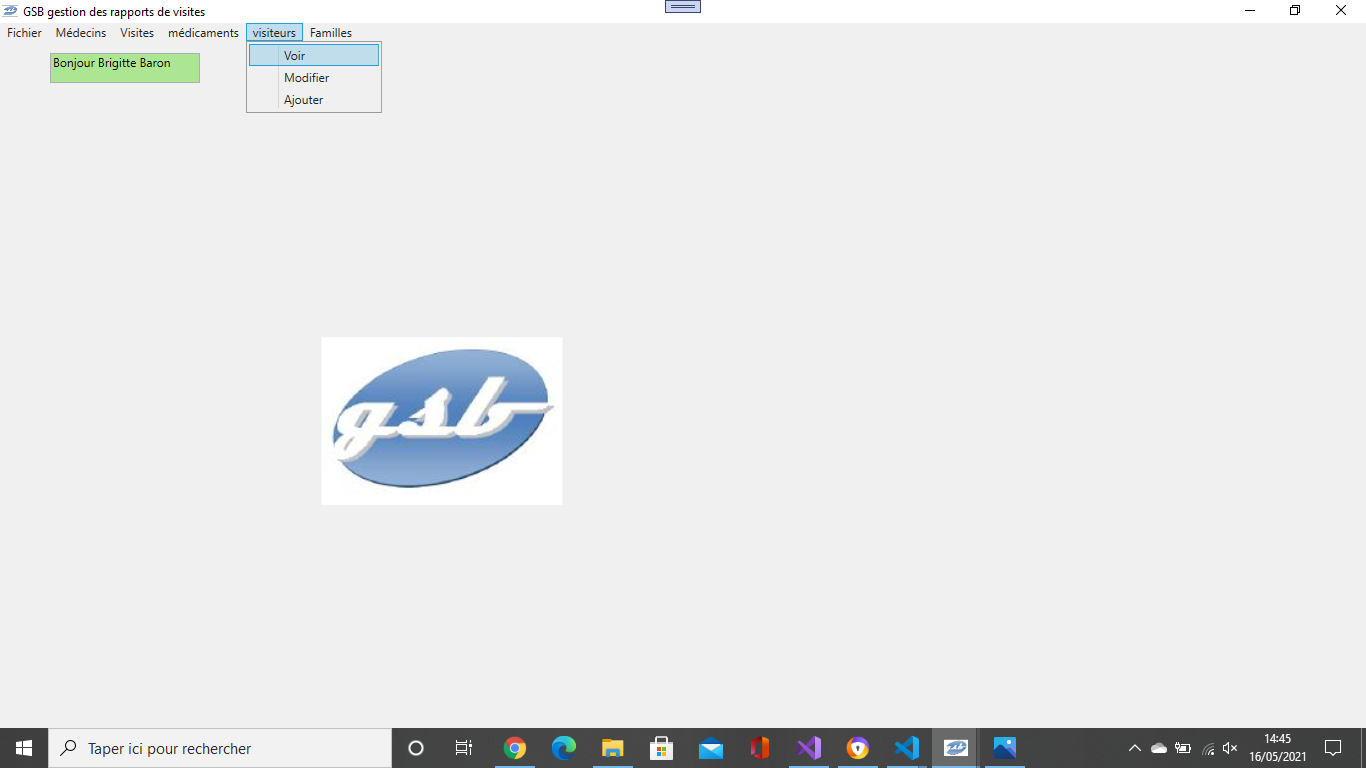 GSB gestion des rapports de visites
Fichier Médecins Visites médicaments visiteurs Familles
Bonjour Brigitte Baron
Voir
Modifier
Ajouter
gsb
Taper ici pour rechercher
14:45
16/05/2021